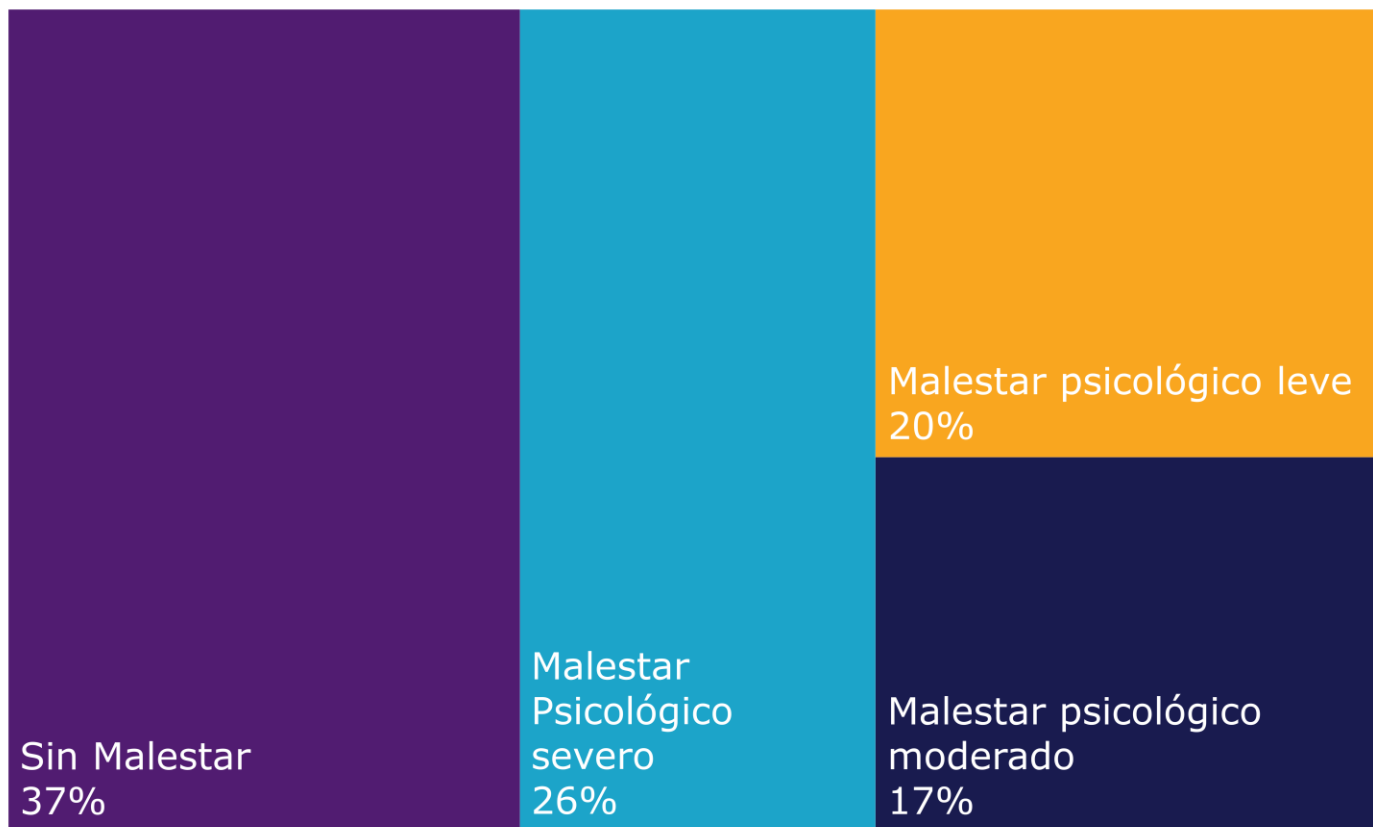 Sin Malestar
37%
Malestar
Psicológico
severo
26%
Malestar psicológico leve
20%
Malestar psicológico
moderado
17%